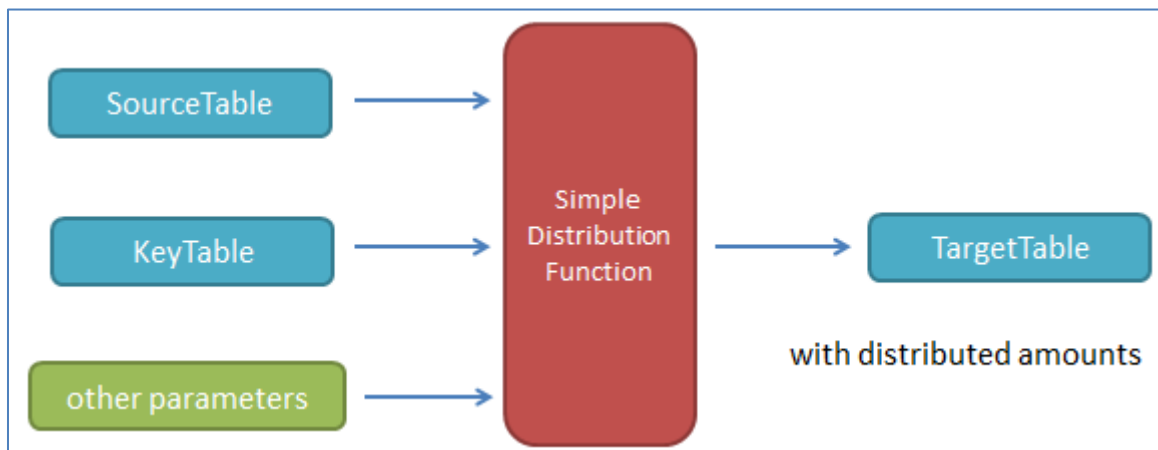 SourceTable
KeyTable
other parameters
Simple
Distribution
Function
TargetTable
with distributed amounts